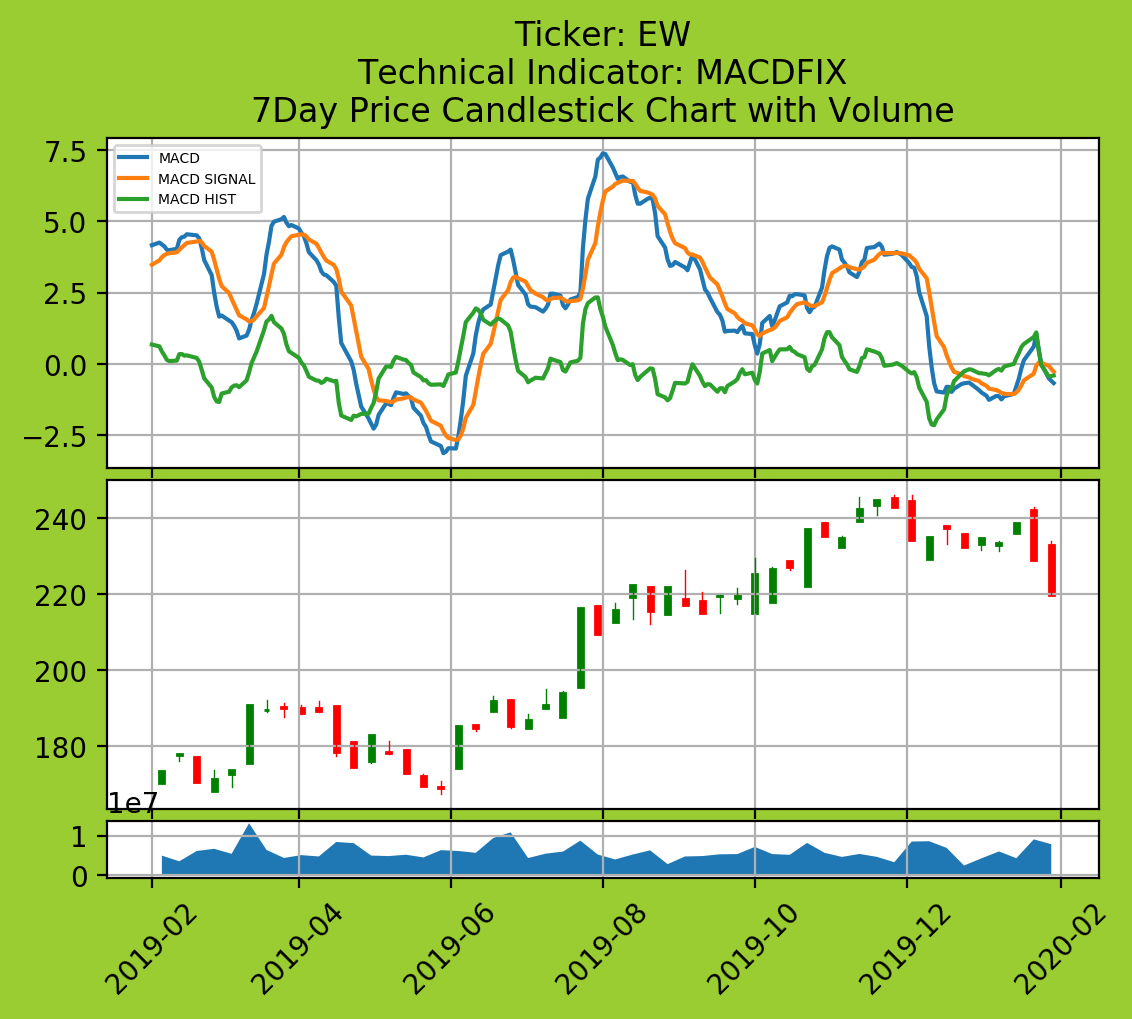 Ticker: EW
Technical Indicator: MACDFIX
7Day Price Candlestick Chart with Volume
7.5
5.0
2.5
0.0
−2.5
MACD
MACD SIGNAL
MACD HIST
240
220
200
180
1e7
1
0
2019-02
2019-04
2019-06
2019-08
2019-10
2019-12
2020-02